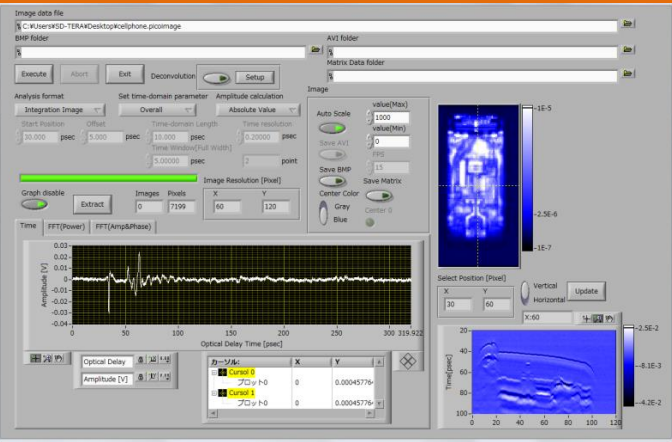 Image data file
C:¥Users¥SD-TERA¥Desktop¥cellphone.picoimage
BMP folder
AVI folder
Matrix Data folder
Execute
Abort
Exit
Deconvolution
Setup
Analysis format
Set time-domain parameter
Amplitude calculation
Integration Image
Overall
Absolute Value
Start Position
Offset
Time-domain Length
Time resolution
30.000 psec
5.000 psec
10.000 psec
0.20000 psec
Time Window(Full Width)
5.00000 psec
2 point
Image Resolution [Pixel]
Graph disable
Extract
Images
Pixels
X
Y
0
7199
60
120
Image
Auto Scale
value(Max)
1000
value(Min)
0
Save AVI
FPS
15
Save BMP
Save Matrix
Center Color
Gray
Blue
Center 0
1E-5
2.5E-6
1E-7
Time
FFT(Power)
FFT(Amp&Phase)
Amplitude [V]
0.03
0.02
0.01
0
-0.01
-0.02
-0.03
-0.04
0
50
100
150
200
250
300
319.922
Optical Delay Time [psec]
Optical Delay
Amplitude [V]
カーソル:
X
Y
Cursol 0
プロット0
0
0.00045776
Cursol 1
プロット0
0
0.00045776
Select Position [Pixel]
X
Y
30
60
Vertical
Horizontal
Update
X:60
Time[psec]
20
40
60
80
100
0
20
40
60
80
100
120
2.5E-2
-8.1E-3
-4.2E-2